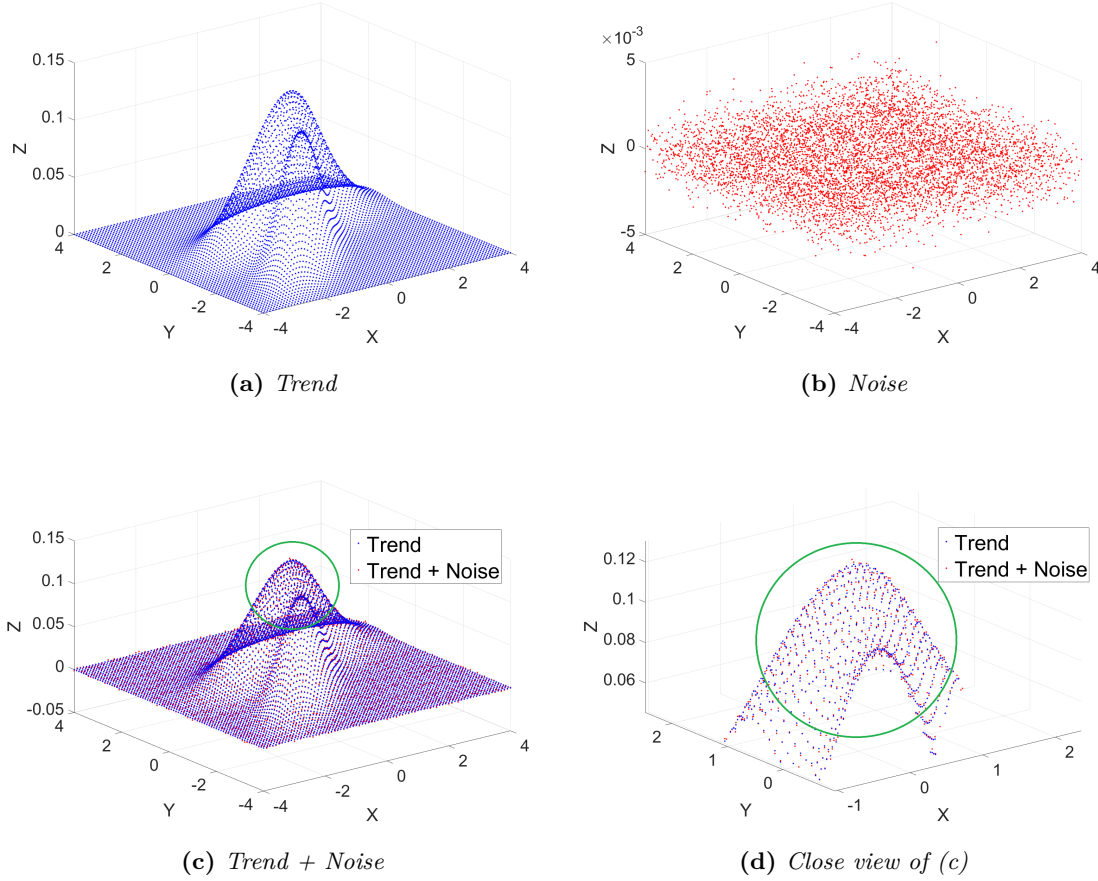 0.15
0.1
0.05
0
Z
4
2
0
-2
-4
Y
-4
-2
0
2
4
X
(a) Trend
×10-3
5
0
-5
Z
4
2
0
-2
-4
Y
-4
-2
0
2
4
X
(b) Noise
0.15
0.1
0.05
0
-0.05
Z
4
2
0
-2
-4
Y
-4
-2
0
2
4
X
Trend
Trend + Noise
(c) Trend + Noise
0.12
0.1
0.08
0.06
Z
2
1
0
Y
-1
0
1
2
X
Trend
Trend + Noise
(d) Close view of (c)